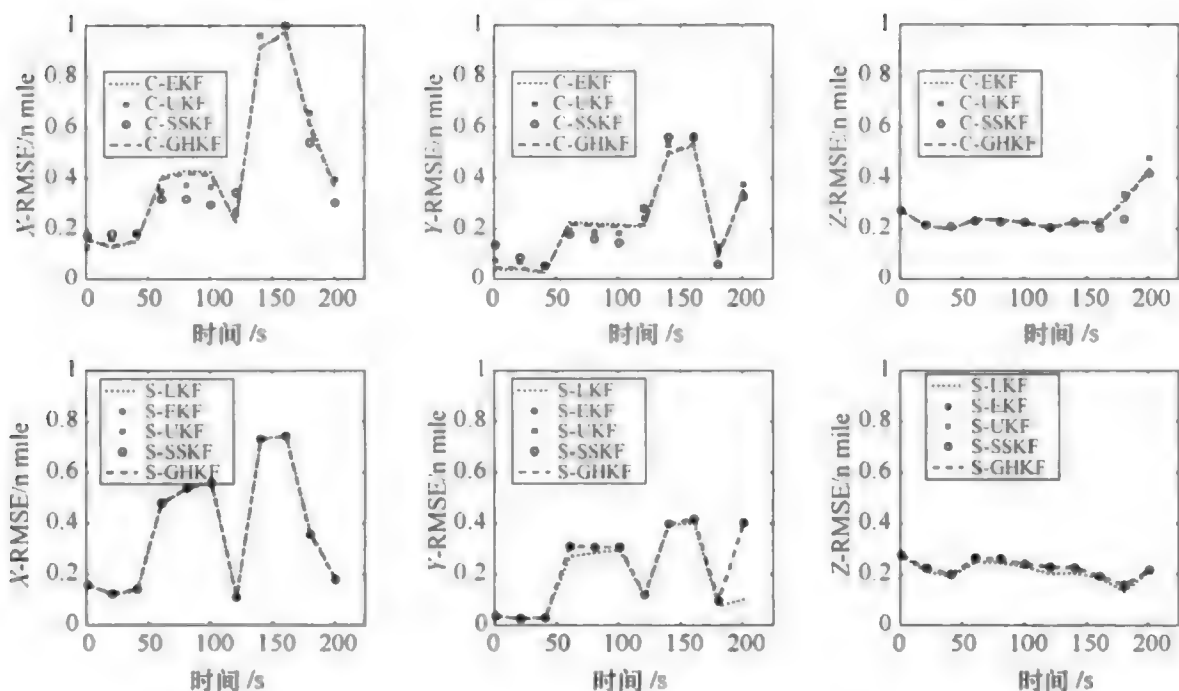 X-RMSE/n mile
1
0.8
0.6
0.4
0.2
0
C-EKF
C-UKF
C-SSKF
C-GHKF
0 50 100 150 200
时间 /s
Y-RMSE/n mile
1
0.8
0.6
0.4
0.2
0
C-EKF
C-UKF
C-SSKF
C-GHKF
0 50 100 150 200
时间 /s
Z-RMSE/n mile
1
0.8
0.6
0.4
0.2
0
C-EKF
C-UKF
C-SSKF
C-GHKF
0 50 100 150 200
时间 /s
X-RMSE/n mile
1
0.8
0.6
0.4
0.2
0
S-LKF
S-EKF
S-UKF
S-SSKF
S-GHKF
0 50 100 150 200
时间 /s
Y-RMSE/n mile
1
0.8
0.6
0.4
0.2
0
S-LKF
S-EKF
S-UKF
S-SSKF
S-GHKF
0 50 100 150 200
时间 /s
Z-RMSE/n mile
1
0.8
0.6
0.4
0.2
0
S-LKF
S-EKF
S-UKF
S-SSKF
S-GHKF
0 50 100 150 200
时间 /s